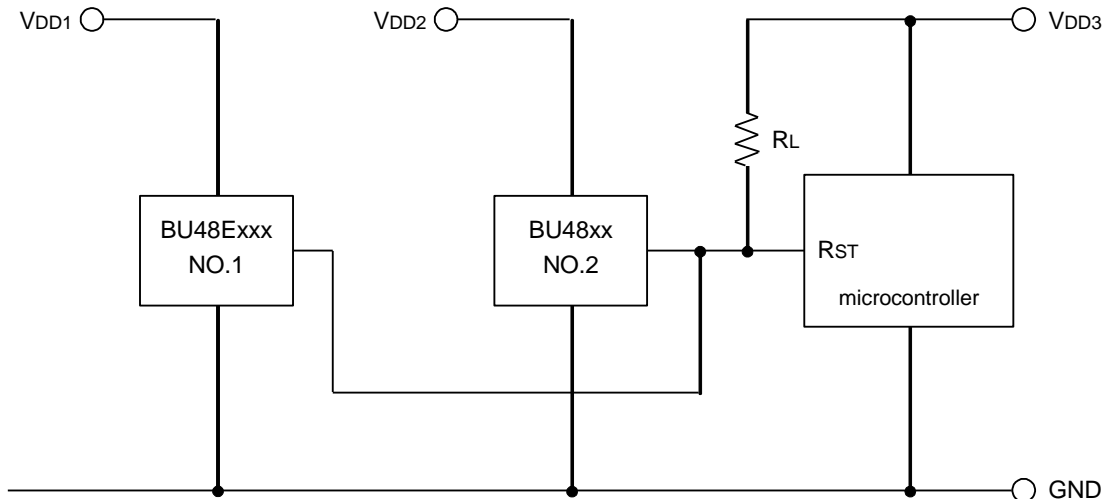 VDD1
VDD2
VDD3
RL
BU48Exxx
NO.1
BU48xx
NO.2
RST
microcontroller
GND